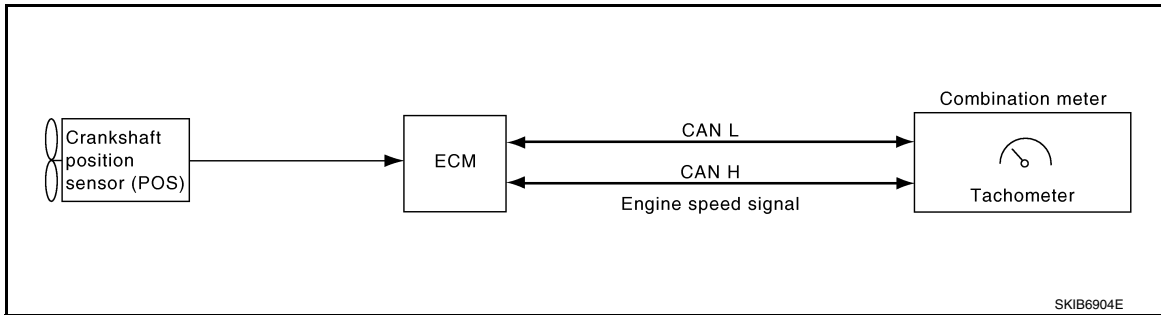 Crankshaft
position
sensor (POS)
ECM
CAN L
CAN H
Engine speed signal
Combination meter
Tachometer
SKIB6904E